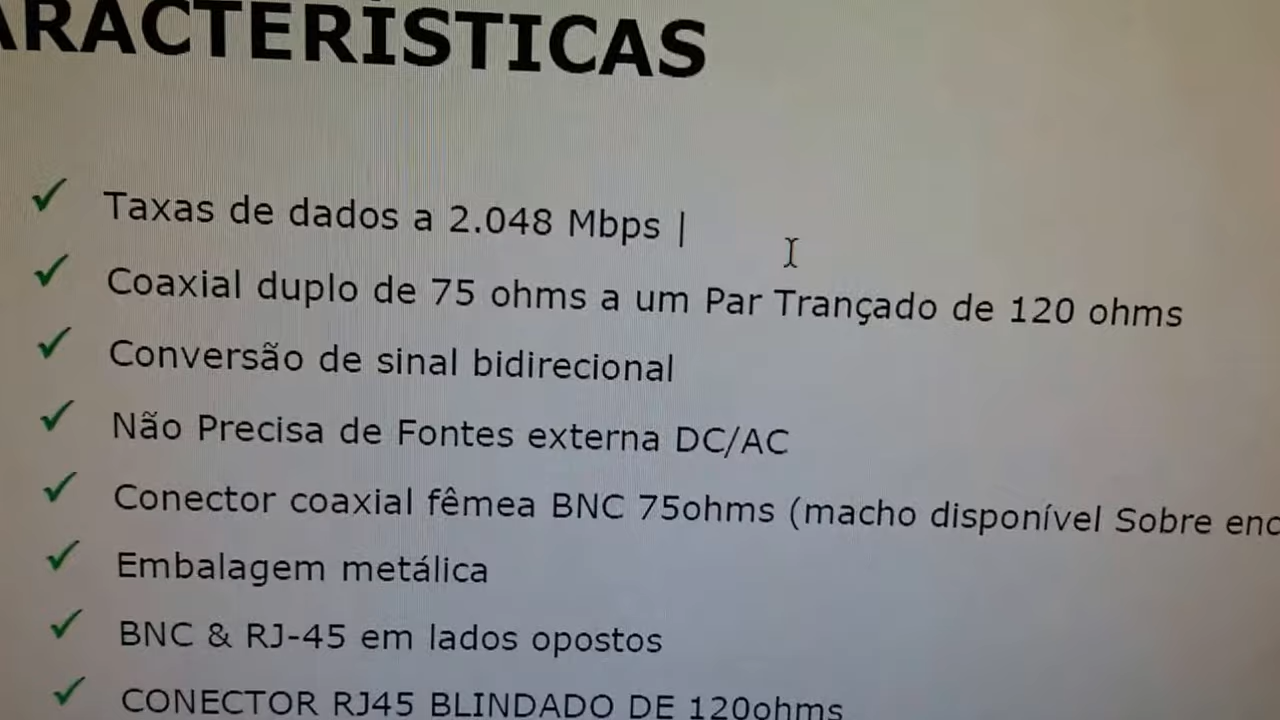 ARACTERÍSTICAS
✓ Taxas de dados a 2.048 Mbps |
✓ Coaxial duplo de 75 ohms a um Par Trançado de 120 ohms
✓ Conversão de sinal bidirecional
✓ Não Precisa de Fontes externa DC/AC
✓ Conector coaxial fêmea BNC 75ohms (macho disponível Sobre enc
✓ Embalagem metálica
✓ BNC & RJ-45 em lados opostos
✓ CONECTOR RJ45 BLINDADO DE 120ohms